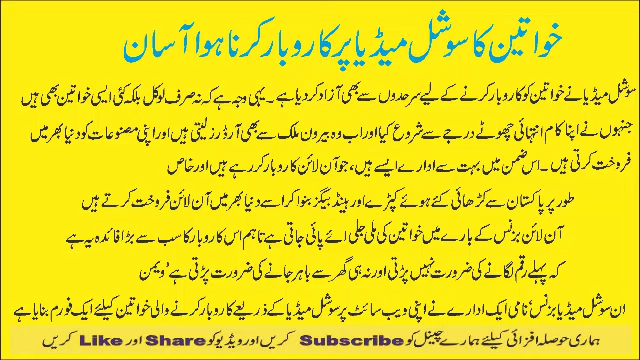 خواتین کا سوشل میڈیا پر کاروبار کرنا ہوا آسان
سوشل میڈیا نے خواتین کو کاروبار کرنے کے لیے سرحدوں سے بھی آزاد کر دیا ہے۔ یہی وجہ ہے کہ نہ صرف لوکل بلکہ کئی ایسی خواتین بھی ہیں
جنہوں نے اپنا کام انتہائی چھوٹے درجے سے شروع کیا اور اب وہ بیرون ملک سے بھی آرڈرز لیتی ہیں اور اپنی مصنوعات کو دنیا بھر میں
فروخت کرتی ہیں۔ اس ضمن میں بہت سے ادارے ایسے ہیں، جو آن لائن کاروبار کر رہے ہیں اور خاص
طور پر پاکستان سے کڑھائی کئے ہوئے کپڑے اور ہینڈ بیگز بنوا کر اسے دنیا بھر میں آن لائن فروخت کرتے ہیں
آن لائن بزنس کے بارے میں خواتین کی ملی جلی رائے پائی جاتی ہے تاہم اس کاروبار کا سب سے بڑا فائدہ یہ ہے
کہ پہلے رقم لگانے کی ضرورت نہیں پڑتی اور نہ ہی گھر سے باہر جانے کی ضرورت پڑتی ہے ’ویمن
ان سوشل میڈیا بزنس نامی ایک ادارے نے اپنی ویب سائٹ پر سوشل میڈیا کے ذریعے کاروبار کرنے والی خواتین کیلئے ایک فورم بنایا ہے
ہماری حوصلہ افزائی کیلئے ہمارے چینل کو Subscribe کریں اور ویڈیو کو Share اور Like کریں